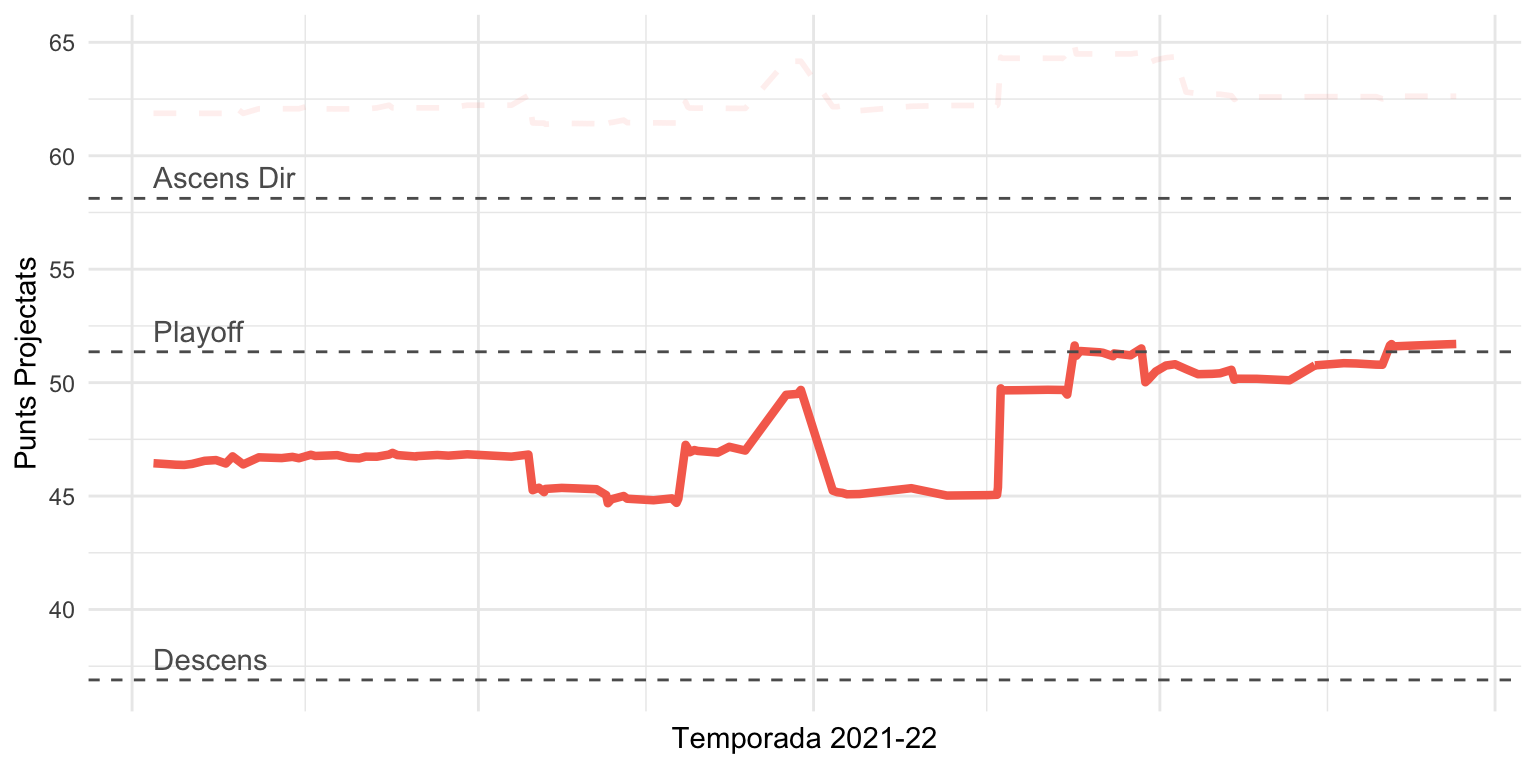 65
60
Ascens Dir
55
Playoff
50
45
40
Descens
Punts Projectats
Temporada 2021-22